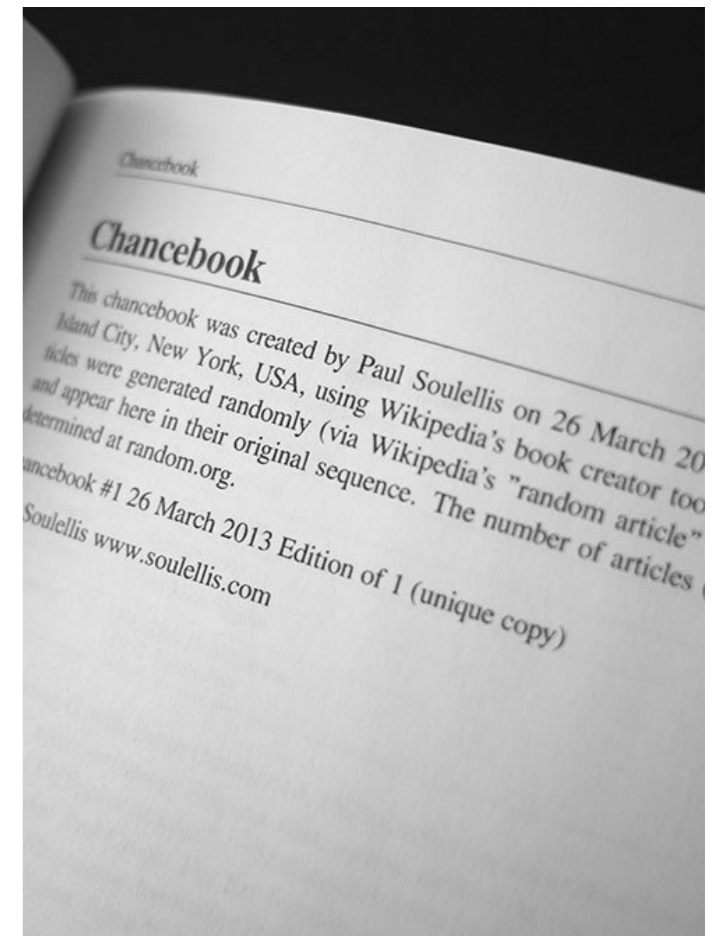 Chancebook
Chancebook
This chancebook was created by Paul Soulellis on 26 March 20
Island City, New York, USA, using Wikipedia's book creator too
ticles were generated randomly (via Wikipedia's "random article"
and appear here in their original sequence. The number of articles (
determined at random.org.
ancebook #1 26 March 2013 Edition of 1 (unique copy)
Soulellis www.soulellis.com